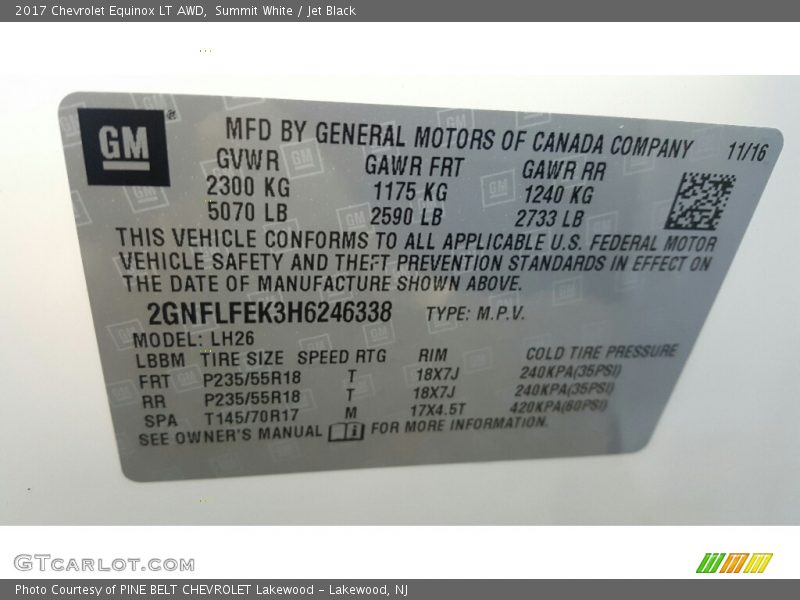 2017 Chevrolet Equinox LT AWD, Summit White / Jet Black
GM
MFD BY GENERAL MOTORS OF CANADA COMPANY 11/16
GVWR GAWR FRT GAWR RR
2300 KG 1175 KG 1240 KG
5070 LB 2590 LB 2733 LB
THIS VEHICLE CONFORMS TO ALL APPLICABLE U.S. FEDERAL MOTOR
VEHICLE SAFETY AND THEFT PREVENTION STANDARDS IN EFFECT ON
THE DATE OF MANUFACTURE SHOWN ABOVE.
2GNFLFEK3H6246338 TYPE: M.P.V.
MODEL: LH26
LBBM TIRE SIZE SPEED RTG RIM COLD TIRE PRESSURE
FRT P235/55R18 T 18X7J 240KPA(35PSI)
RR P235/55R18 T 18X7J 240KPA(35PSI)
SPA T145/70R17 M 17X4.5T 420KPA(60PSI)
SEE OWNER'S MANUAL FOR MORE INFORMATION.
GTCARLOT.COM
Photo Courtesy of PINE BELT CHEVROLET Lakewood - Lakewood, NJ